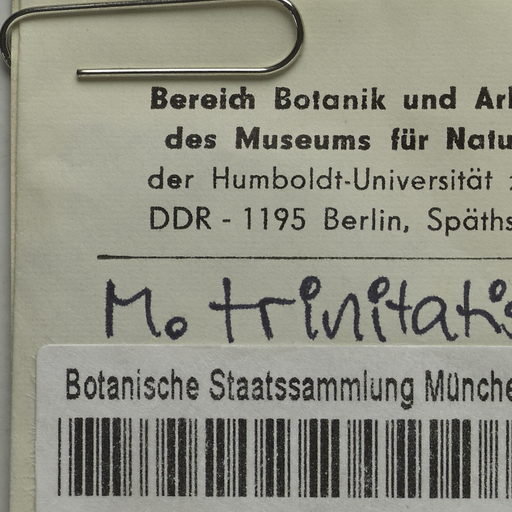 Bereich Botanik und Ar
des Museums für Natu
der Humboldt-Universität
DDR - 1195 Berlin, Späths
M. trinitatis
Botanische Staatssammlung Münche